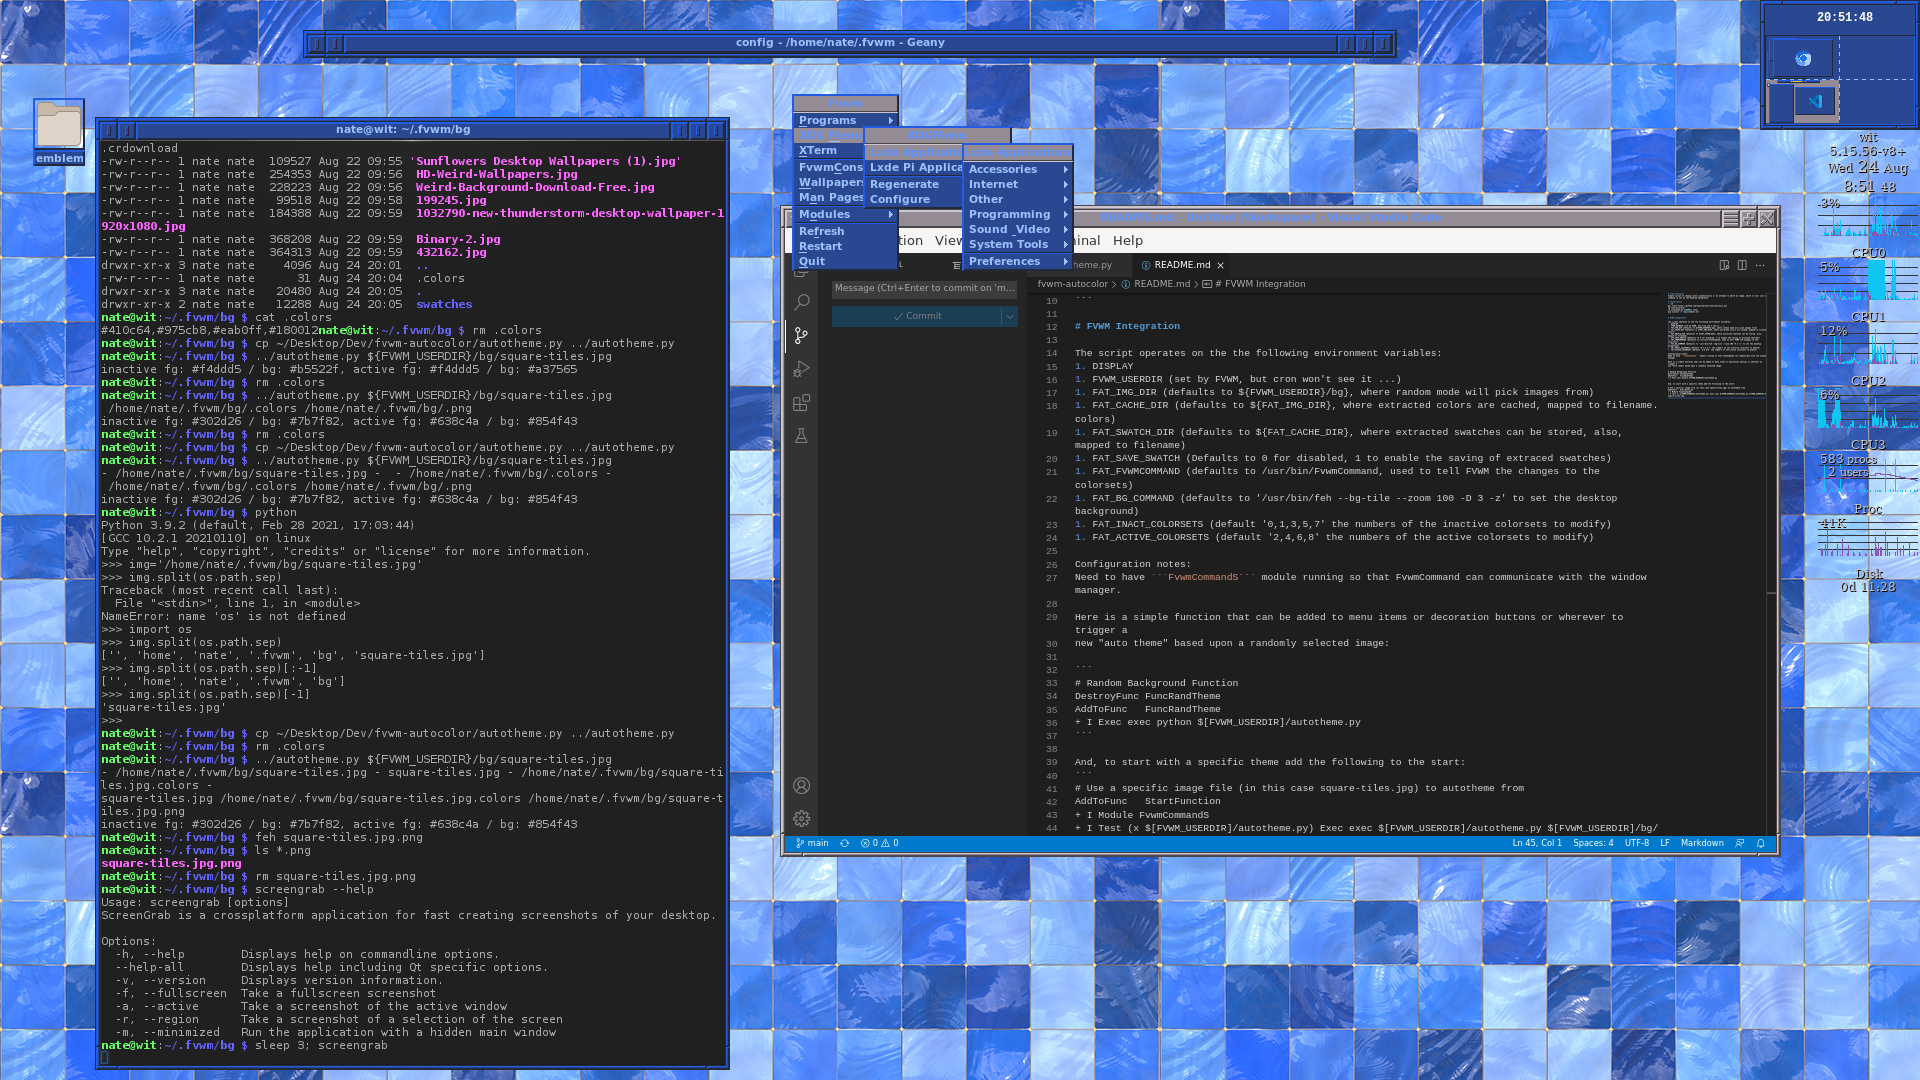 config - /home/nate/.fvwm - Geany
20:51:48
emblem
nate@wit: ~/.fvwm/bg
.crdownload
-rw-r--r-- 1 nate nate  109527 Aug 22 09:55 'Sunflowers Desktop Wallpapers (1).jpg'
-rw-r--r-- 1 nate nate  254353 Aug 22 09:56  HD-Weird-Wallpapers.jpg
-rw-r--r-- 1 nate nate  228223 Aug 22 09:56  Weird-Background-Download-Free.jpg
-rw-r--r-- 1 nate nate   99518 Aug 22 09:58  199245.jpg
-rw-r--r-- 1 nate nate  184388 Aug 22 09:59  1032790-new-thunderstorm-desktop-wallpaper-1
920x1080.jpg
-rw-r--r-- 1 nate nate  368208 Aug 22 09:59  Binary-2.jpg
-rw-r--r-- 1 nate nate  364313 Aug 22 09:59  432162.jpg
drwxr-xr-x 3 nate nate    4096 Aug 24 20:01  ..
-rw-r--r-- 1 nate nate      31 Aug 24 20:04  .colors
drwxr-xr-x 3 nate nate   20480 Aug 24 20:05  .
drwxr-xr-x 2 nate nate   12288 Aug 24 20:05  swatches
nate@wit:~/.fvwm/bg $ cat .colors
#410c64,#975cb8,#eab0ff,#180012nate@wit:~/.fvwm/bg $ rm .colors
nate@wit:~/.fvwm/bg $ cp ~/Desktop/Dev/fvwm-autocolor/autotheme.py ../autotheme.py
nate@wit:~/.fvwm/bg $ ../autotheme.py ${FVWM_USERDIR}/bg/square-tiles.jpg
inactive fg: #f4ddd5 / bg: #b5522f, active fg: #f4ddd5 / bg: #a37565
nate@wit:~/.fvwm/bg $ rm .colors
nate@wit:~/.fvwm/bg $ ../autotheme.py ${FVWM_USERDIR}/bg/square-tiles.jpg
 /home/nate/.fvwm/bg/.colors /home/nate/.fvwm/bg/.png
inactive fg: #302d26 / bg: #7b7f82, active fg: #638c4a / bg: #854f43
nate@wit:~/.fvwm/bg $ rm .colors
nate@wit:~/.fvwm/bg $ cp ~/Desktop/Dev/fvwm-autocolor/autotheme.py ../autotheme.py
nate@wit:~/.fvwm/bg $ ../autotheme.py ${FVWM_USERDIR}/bg/square-tiles.jpg
- /home/nate/.fvwm/bg/square-tiles.jpg -  - /home/nate/.fvwm/bg/.colors -
 /home/nate/.fvwm/bg/.colors /home/nate/.fvwm/bg/.png
inactive fg: #302d26 / bg: #7b7f82, active fg: #638c4a / bg: #854f43
nate@wit:~/.fvwm/bg $ python
Python 3.9.2 (default, Feb 28 2021, 17:03:44)
[GCC 10.2.1 20210110] on linux
Type "help", "copyright", "credits" or "license" for more information.
>>> img='/home/nate/.fvwm/bg/square-tiles.jpg'
>>> img.split(os.path.sep)
Traceback (most recent call last):
  File "<stdin>", line 1, in <module>
NameError: name 'os' is not defined
>>> import os
>>> img.split(os.path.sep)
['', 'home', 'nate', '.fvwm', 'bg', 'square-tiles.jpg']
>>> img.split(os.path.sep)[:-1]
['', 'home', 'nate', '.fvwm', 'bg']
>>> img.split(os.path.sep)[-1]
'square-tiles.jpg'
>>>
nate@wit:~/.fvwm/bg $ cp ~/Desktop/Dev/fvwm-autocolor/autotheme.py ../autotheme.py
nate@wit:~/.fvwm/bg $ rm .colors
nate@wit:~/.fvwm/bg $ ../autotheme.py ${FVWM_USERDIR}/bg/square-tiles.jpg
- /home/nate/.fvwm/bg/square-tiles.jpg - square-tiles.jpg - /home/nate/.fvwm/bg/square-ti
les.jpg.colors -
square-tiles.jpg /home/nate/.fvwm/bg/square-tiles.jpg.colors /home/nate/.fvwm/bg/square-t
iles.jpg.png
inactive fg: #302d26 / bg: #7b7f82, active fg: #638c4a / bg: #854f43
nate@wit:~/.fvwm/bg $ feh square-tiles.jpg.png
nate@wit:~/.fvwm/bg $ ls *.png
square-tiles.jpg.png
nate@wit:~/.fvwm/bg $ rm square-tiles.jpg.png
nate@wit:~/.fvwm/bg $ screengrab --help
Usage: screengrab [options]
ScreenGrab is a crossplatform application for fast creating screenshots of your desktop.
Options:
  -h, --help        Displays help on commandline options.
  --help-all        Displays help including Qt specific options.
  -v, --version     Displays version information.
  -f, --fullscreen  Take a fullscreen screenshot
  -a, --active      Take a screenshot of the active window
  -r, --region      Take a screenshot of a selection of the screen
  -m, --minimized   Run the application with a hidden main window
nate@wit:~/.fvwm/bg $ sleep 3; screengrab
Programs
XTerm
FvwmCons
Wallpapers
Man Pages
Modules
Refresh
Restart
Quit
Lxde Pi Applica
Regenerate
Configure
Accessories
Internet
Other
Programming
Sound _Video
System Tools
Preferences
README.md - Untitled (Workspace) - Visual Studio Code
tion View minal Help
heme.py
README.md
fvwm-autocolor > README.md > # FVWM Integration
Message (Ctrl+Enter to commit on 'm...
Commit
10 ```
11
12 # FVWM Integration
13
14 The script operates on the the following environment variables:
15 1. DISPLAY
16 1. FVWM_USERDIR (set by FVWM, but cron won't see it ...)
17 1. FAT_IMG_DIR (defaults to ${FVWM_USERDIR}/bg}, where random mode will pick images from)
18 1. FAT_CACHE_DIR (defaults to ${FAT_IMG_DIR}, where extracted colors are cached, mapped to filename.
colors)
19 1. FAT_SWATCH_DIR (defaults to ${FAT_CACHE_DIR}, where extracted swatches can be stored, also,
mapped to filename)
20 1. FAT_SAVE_SWATCH (Defaults to 0 for disabled, 1 to enable the saving of extraced swatches)
21 1. FAT_FVWMCOMMAND (defaults to /usr/bin/FvwmCommand, used to tell FVWM the changes to the
colorsets)
22 1. FAT_BG_COMMAND (defaults to '/usr/bin/feh --bg-tile --zoom 100 -D 3 -z' to set the desktop
background)
23 1. FAT_INACT_COLORSETS (default '0,1,3,5,7' the numbers of the inactive colorsets to modify)
24 1. FAT_ACTIVE_COLORSETS (default '2,4,6,8' the numbers of the active colorsets to modify)
25
26 Configuration notes:
27 Need to have ```FvwmCommandS``` module running so that FvwmCommand can communicate with the window
manager.
28
29 Here is a simple function that can be added to menu items or decoration buttons or wherever to
trigger a
30 new "auto theme" based upon a randomly selected image:
31
32 ```
33 # Random Background Function
34 DestroyFunc FuncRandTheme
35 AddToFunc   FuncRandTheme
36 + I Exec exec python $[FVWM_USERDIR]/autotheme.py
37 ```
38
39 And, to start with a specific theme add the following to the start:
40 ```
41 # Use a specific image file (in this case square-tiles.jpg) to autotheme from
42 AddToFunc   StartFunction
43 + I Module FvwmCommandS
44 + I Test (x $[FVWM_USERDIR]/autotheme.py) Exec exec $[FVWM_USERDIR]/autotheme.py $[FVWM_USERDIR]/bg/
main
0 0
Ln 45, Col 1
Spaces: 4
UTF-8
LF
Markdown
wit
5.15.56-v8+
Wed 24 Aug
8:51 48
3%
CPU0
5%
CPU1
12%
CPU2
6%
CPU3
583 procs
2 users
Proc
41K
Disk
0d 11:28